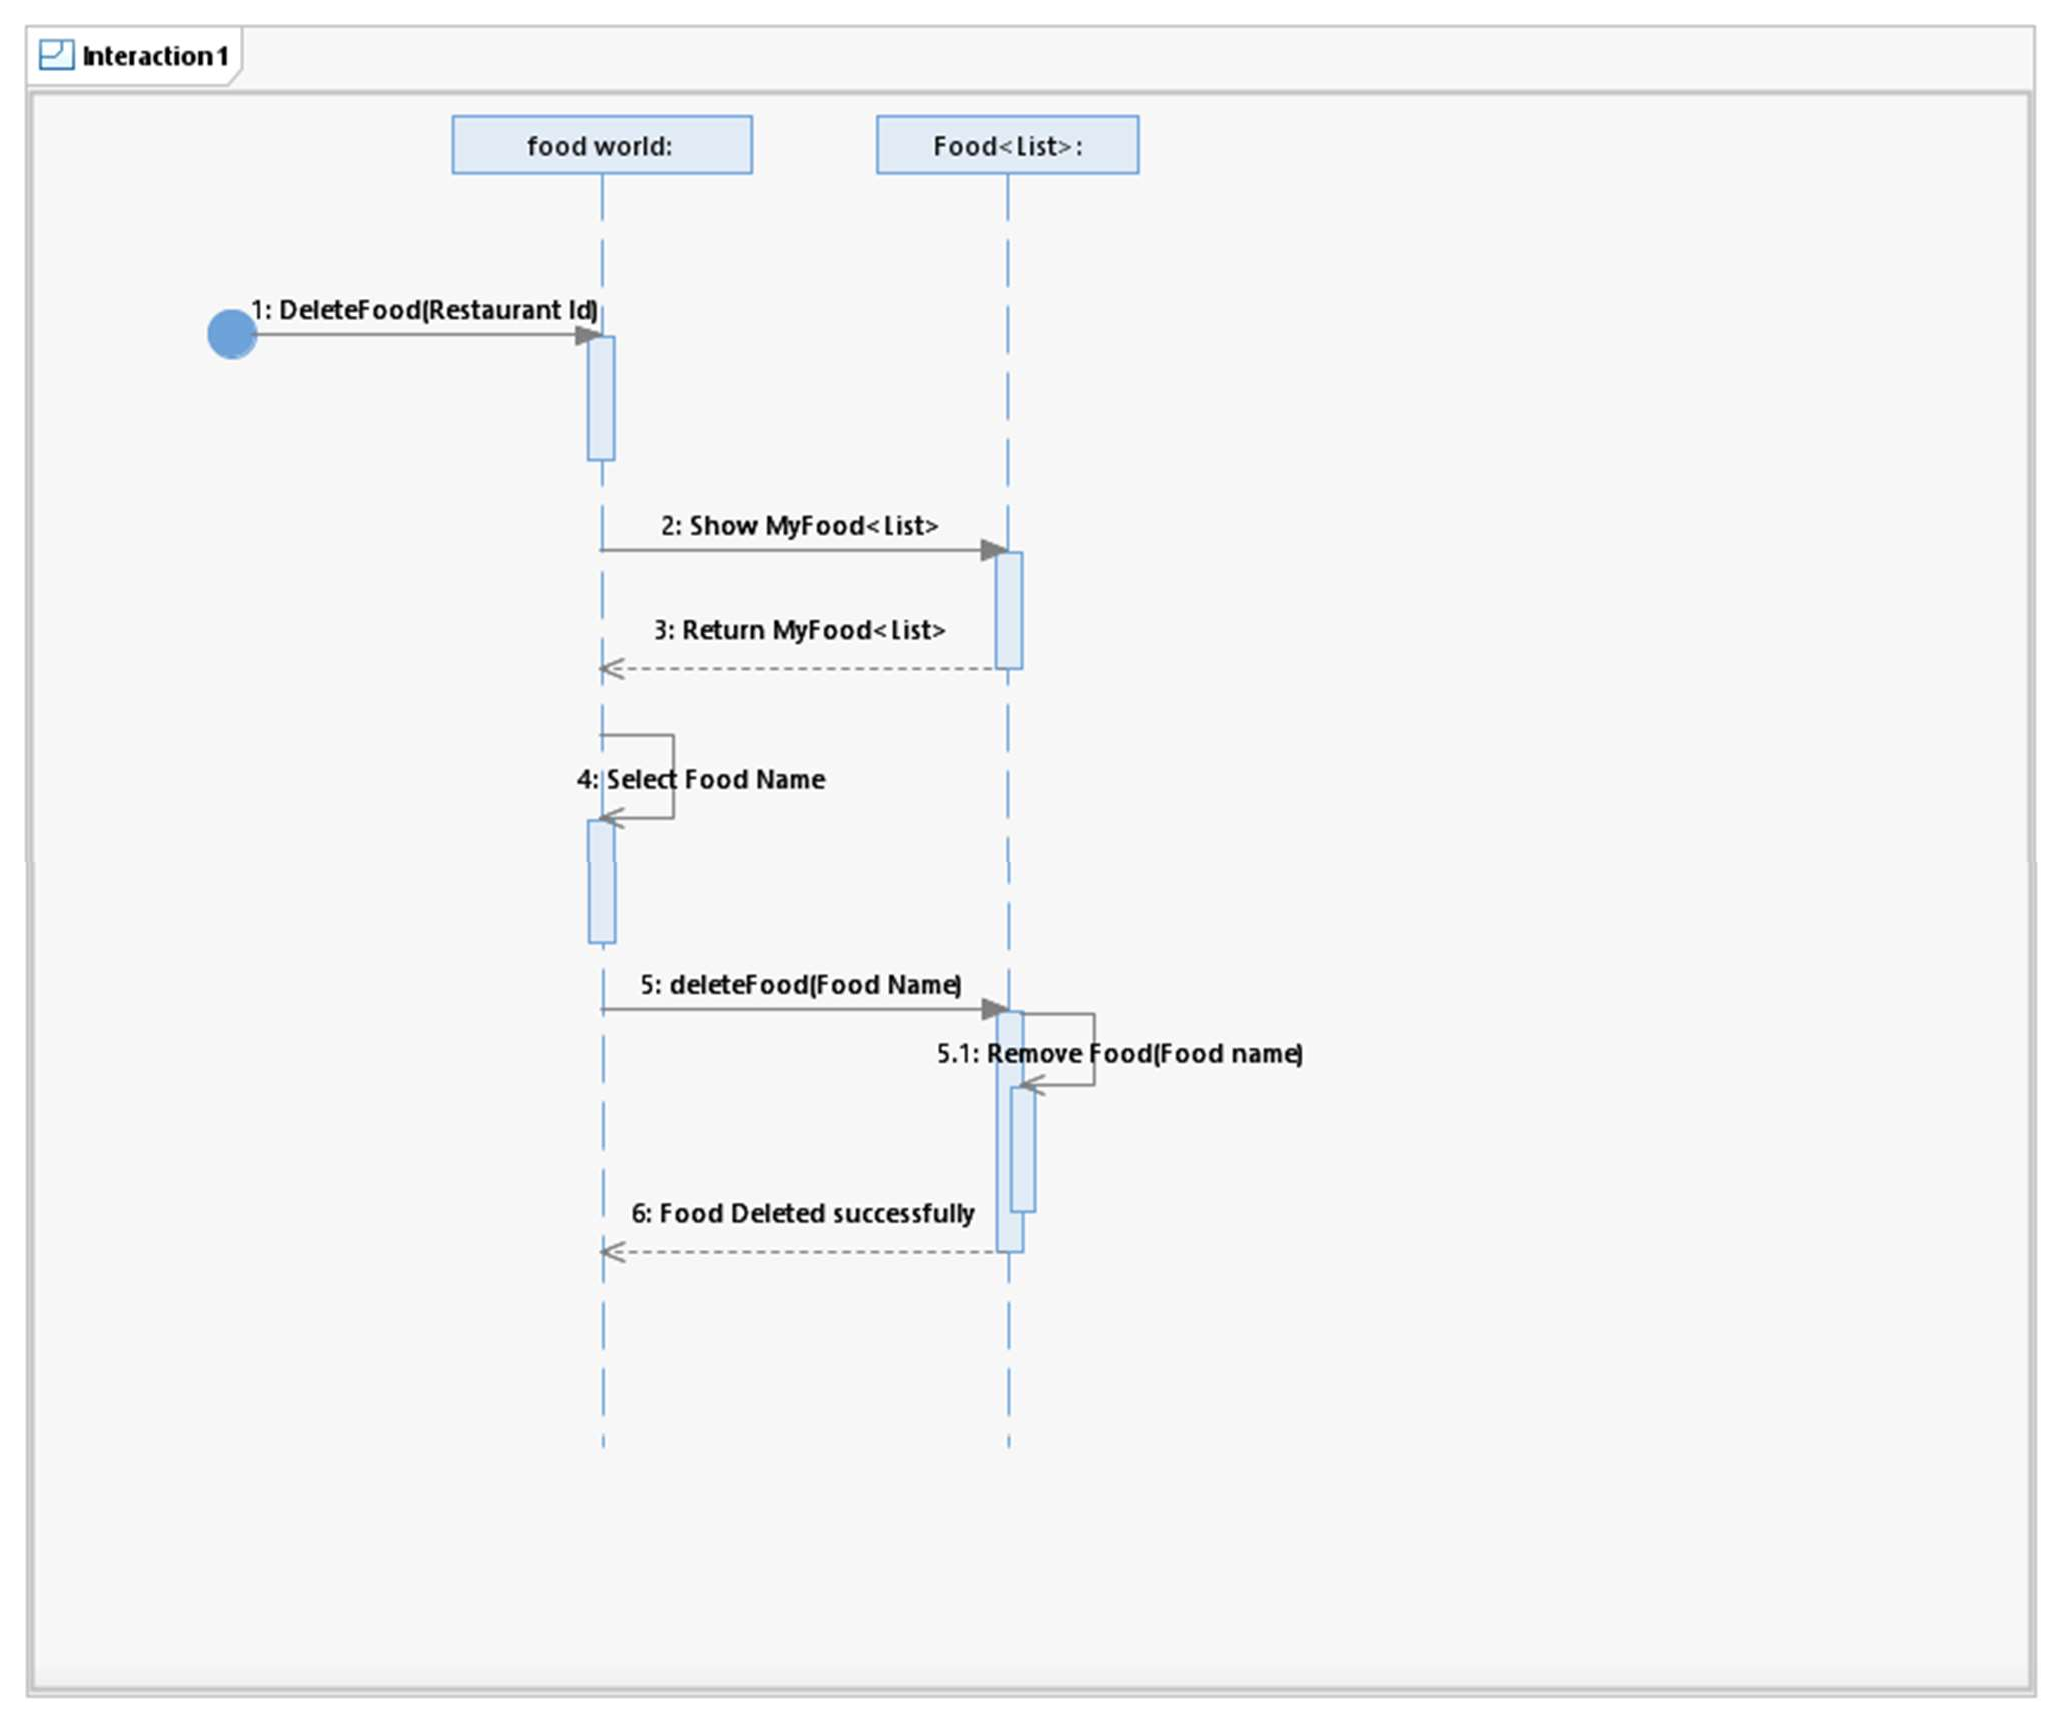 Interaction1
food world:
Food<List>:
1: DeleteFood(Restaurant Id)
2: Show MyFood<List>
3: Return MyFood<List>
4: Select Food Name
5: deleteFood(Food Name)
5.1: Remove Food(Food name)
6: Food Deleted successfully